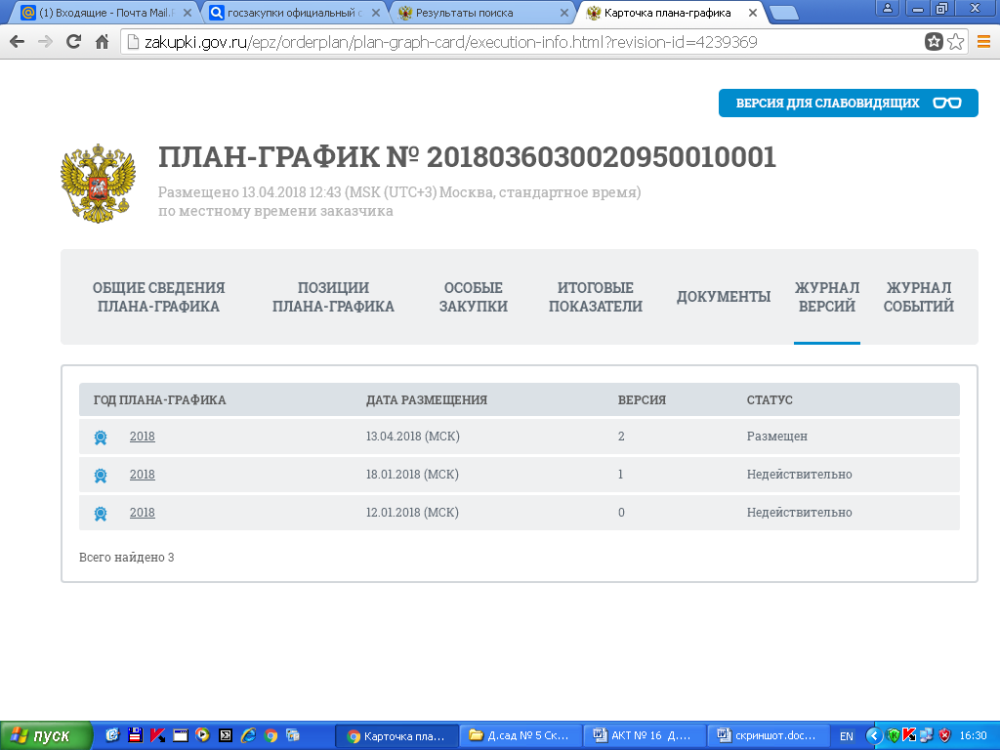 (1) Входящие - Почта Mail.R
госзакупки официальный с
Результаты поиска
Карточка плана-графика
zakupki.gov.ru/epz/orderplan/plan-graph-card/execution-info.html?revision-id=4239369
ВЕРСИЯ ДЛЯ СЛАБОВИДЯЩИХ
ПЛАН-ГРАФИК № 201803603002095001​0001
Размещено 13.04.2018 12:43 (MSK (UTC+3) Москва, стандартное время)
по местному времени заказчика
ОБЩИЕ СВЕДЕНИЯ
ПЛАНА-ГРАФИКА
ПОЗИЦИИ
ПЛАНА-ГРАФИКА
ОСОБЫЕ
ЗАКУПКИ
ИТОГОВЫЕ
ПОКАЗАТЕЛИ
ДОКУМЕНТЫ
ЖУРНАЛ
ВЕРСИЙ
ЖУРНАЛ
СОБЫТИЙ
ГОД ПЛАНА-ГРАФИКА ДАТА РАЗМЕЩЕНИЯ ВЕРСИЯ СТАТУС
2018 13.04.2018 (МСК) 2 Размещен
2018 18.01.2018 (МСК) 1 Недействительно
2018 12.01.2018 (МСК) 0 Недействительно
Всего найдено 3
пуск
Карточка пла...
Д.сад № 5 Ск...
АКТ № 16 Д....
скриншот.doc...
EN
16:30